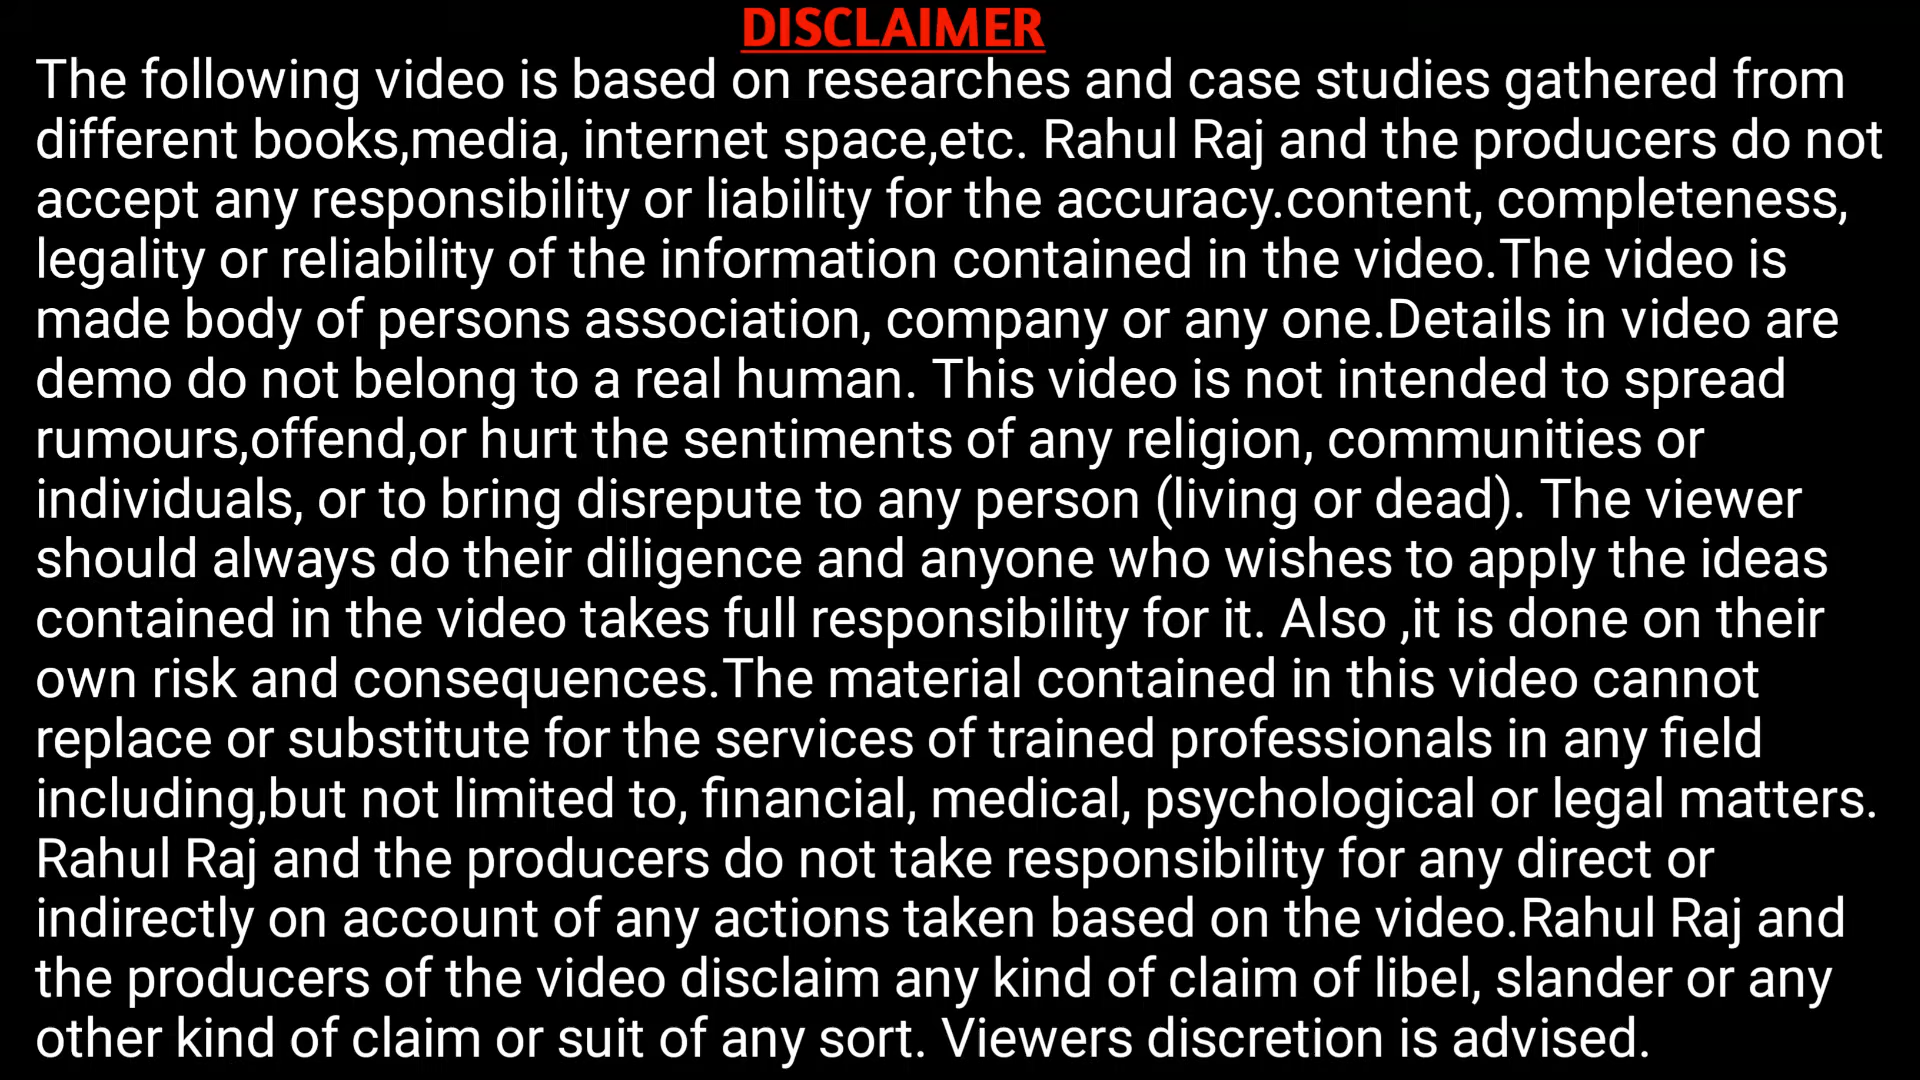 DISCLAIMER
The following video is based on researches and case studies gathered from
different books,media, internet space,etc. Rahul Raj and the producers do not
accept any responsibility or liability for the accuracy.content, completeness,
legality or reliability of the information contained in the video.The video is
made body of persons association, company or any one.Details in video are
demo do not belong to a real human. This video is not intended to spread
rumours,offend,or hurt the sentiments of any religion, communities or
individuals, or to bring disrepute to any person (living or dead). The viewer
should always do their diligence and anyone who wishes to apply the ideas
contained in the video takes full responsibility for it. Also ,it is done on their
own risk and consequences.The material contained in this video cannot
replace or substitute for the services of trained professionals in any field
including,but not limited to, financial, medical, psychological or legal matters.
Rahul Raj and the producers do not take responsibility for any direct or
indirectly on account of any actions taken based on the video.Rahul Raj and
the producers of the video disclaim any kind of claim of libel, slander or any
other kind of claim or suit of any sort. Viewers discretion is advised.